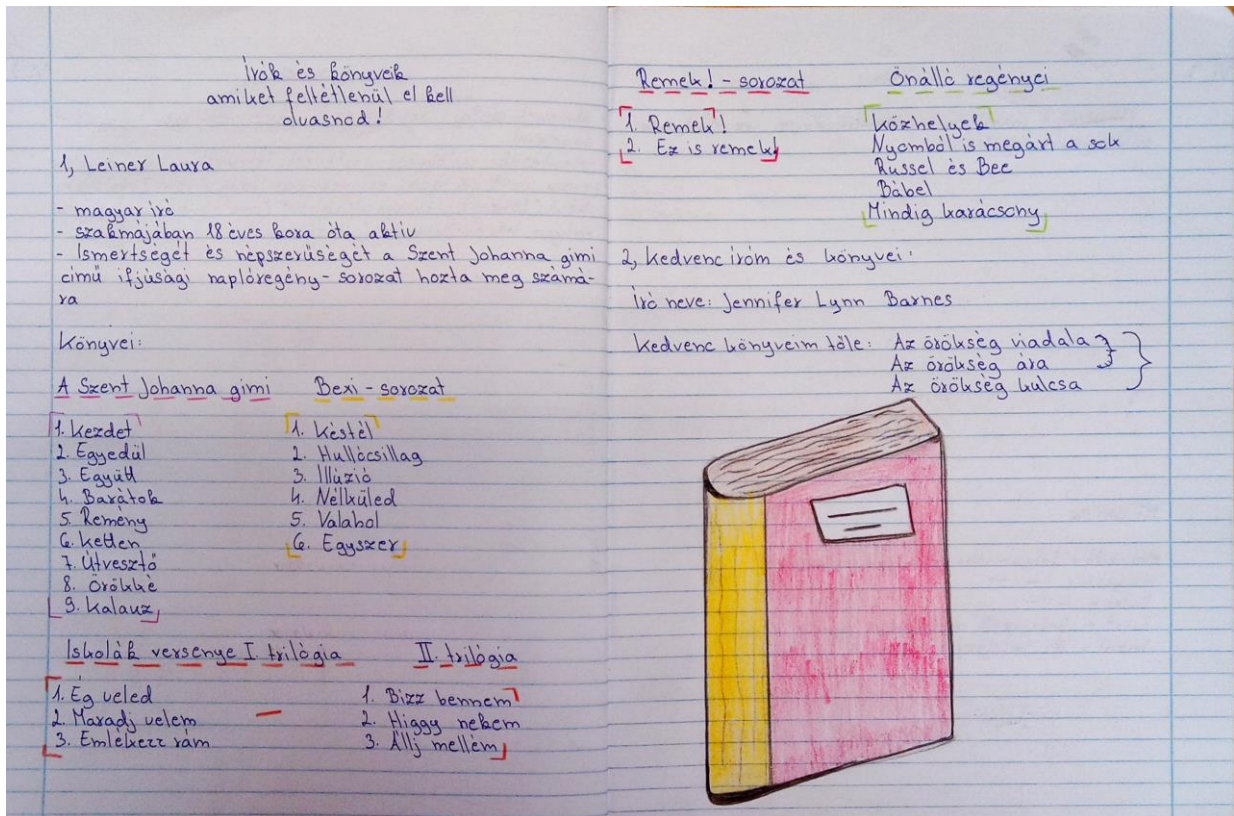 Írók és könyveik
amiket feltétlenül el kell
olvasnod!
1, Leiner Laura
- magyar író
- szakmájában 18 éves kora óta aktív
- Ismertségét és népszerűségét a Szent Johanna gimi
című ifjúsági naplóregény-sorozat hozta meg számá-
ra
Könyvei:
A Szent Johanna gimi
1. Kezdet
2. Egyedül
3. Együtt
4. Barátok
5. Remény
6. Ketten
7. Útvesztő
8. Örökké
9. Kalauz
Bexi - sorozat
1. Késtél
2. Hullócsillag
3. Illúzió
4. Nélküled
5. Valahol
6. Egyszer
Iskolák versenye I. trilógia
1. Ég veled
2. Maradj velem
3. Emlékezz rám
II. trilógia
1. Bízz bennem
2. Higgy nekem
3. Állj mellém
Remek! - sorozat
1. Remek!
2. Ez is remek!
Önálló regényei
Közhelyek
Nyomból is megárt a sok
Russel és Bee
Bábel
Mindig karácsony
2, Kedvenc íróm és könyvei:
Író neve: Jennifer Lynn Barnes
Kedvenc könyveim tőle: Az örökség viadala
Az örökség ára
Az örökség kulcsa